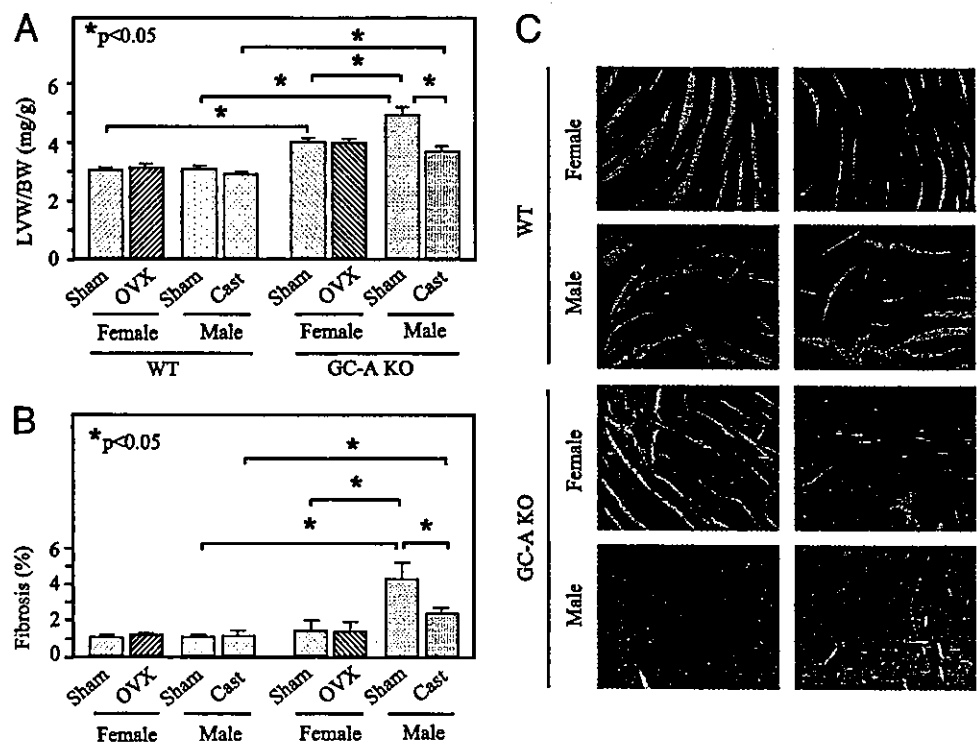 A
*p<0.05
* * * * *
LVW/BW (mg/g)
6
4
2
0
Sham OVX Sham Cast Sham OVX Sham Cast
Female Male Female Male
WT GC-A KO
B
*p<0.05
* * * *
Fibrosis (%)
6
4
2
0
Sham OVX Sham Cast Sham OVX Sham Cast
Female Male Female Male
C
WT
Female
Male
GC-A KO
Female
Male